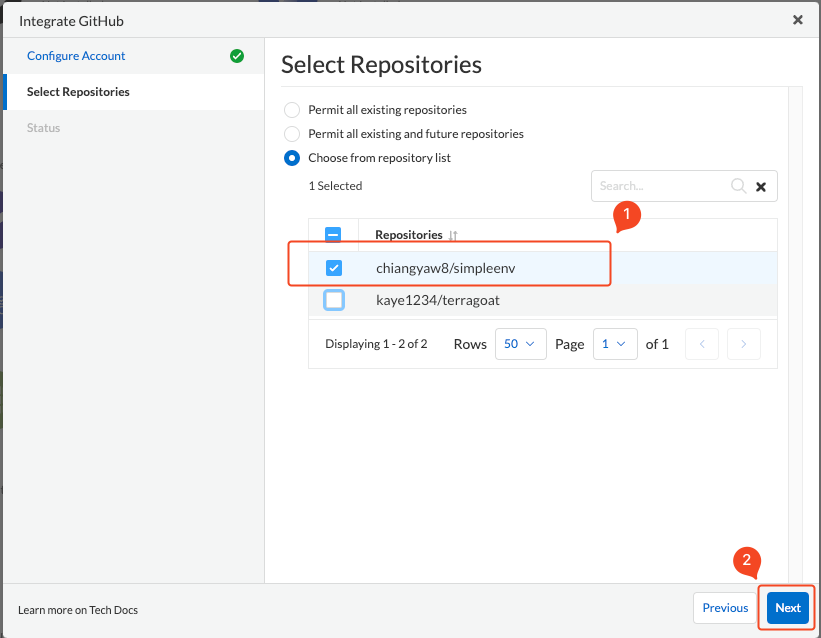 Integrate GitHub
Configure Account
Select Repositories
Status
Select Repositories
Permit all existing repositories
Permit all existing and future repositories
Choose from repository list
1 Selected
Search...
1
Repositories
chiangyaw8/simpleenv
kaye1234/terragoat
Displaying 1 - 2 of 2 Rows 50 Page 1 of 1
2
Learn more on Tech Docs
Previous Next